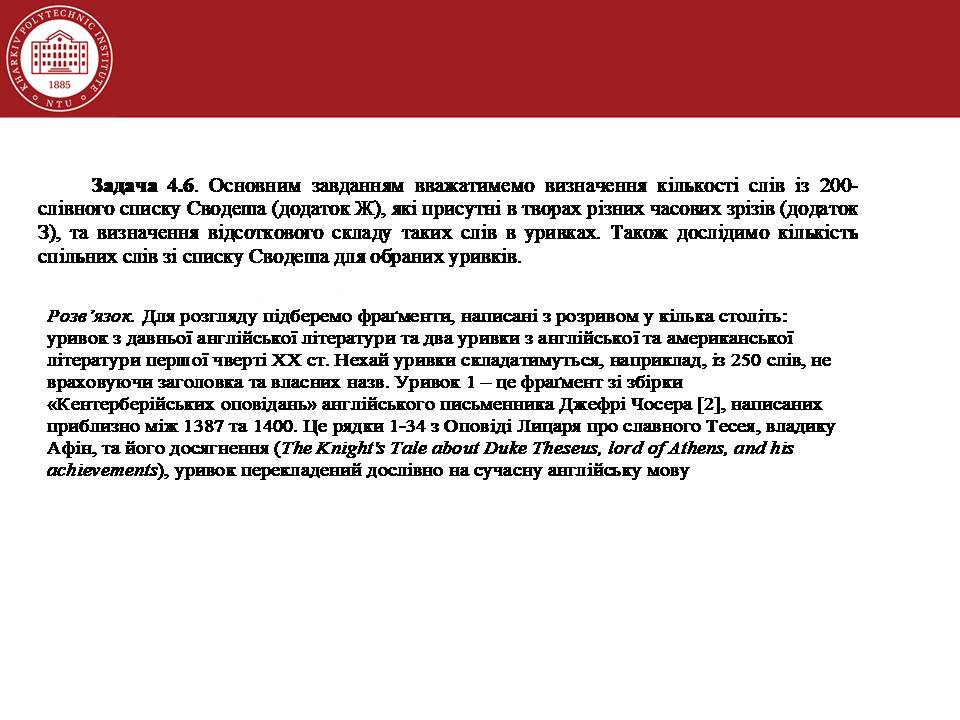 KHARKIV POLYTECHNIC INSTITUTE
1885
NTU
Задача 4.6. Основним завданням вважатимемо визначення кількості слів із 200-
слівного списку Сводеша (додаток Ж), які присутні в творах різних часових зрізів (додаток
З), та визначення відсоткового складу таких слів в уривках. Також дослідимо кількість
спільних слів зі списку Сводеша для обраних уривків.
Розв’язок. Для розгляду підберемо фраґменти, написані з розривом у кілька століть:
уривок з давньої англійської літератури та два уривки з англійської та американської
літератури першої чверті XX ст. Нехай уривки складатимуться, наприклад, із 250 слів, не
враховуючи заголовка та власних назв. Уривок 1 – це фраґмент зі збірки
«Кентерберійських оповідань» англійського письменника Джефрі Чосера [2], написаних
приблизно між 1387 та 1400. Це рядки 1-34 з Оповіді Лицаря про славного Тесея, владику
Афін, та його досягнення (The Knight's Tale about Duke Theseus, lord of Athens, and his
achievements), уривок перекладений дослівно на сучасну англійську мову